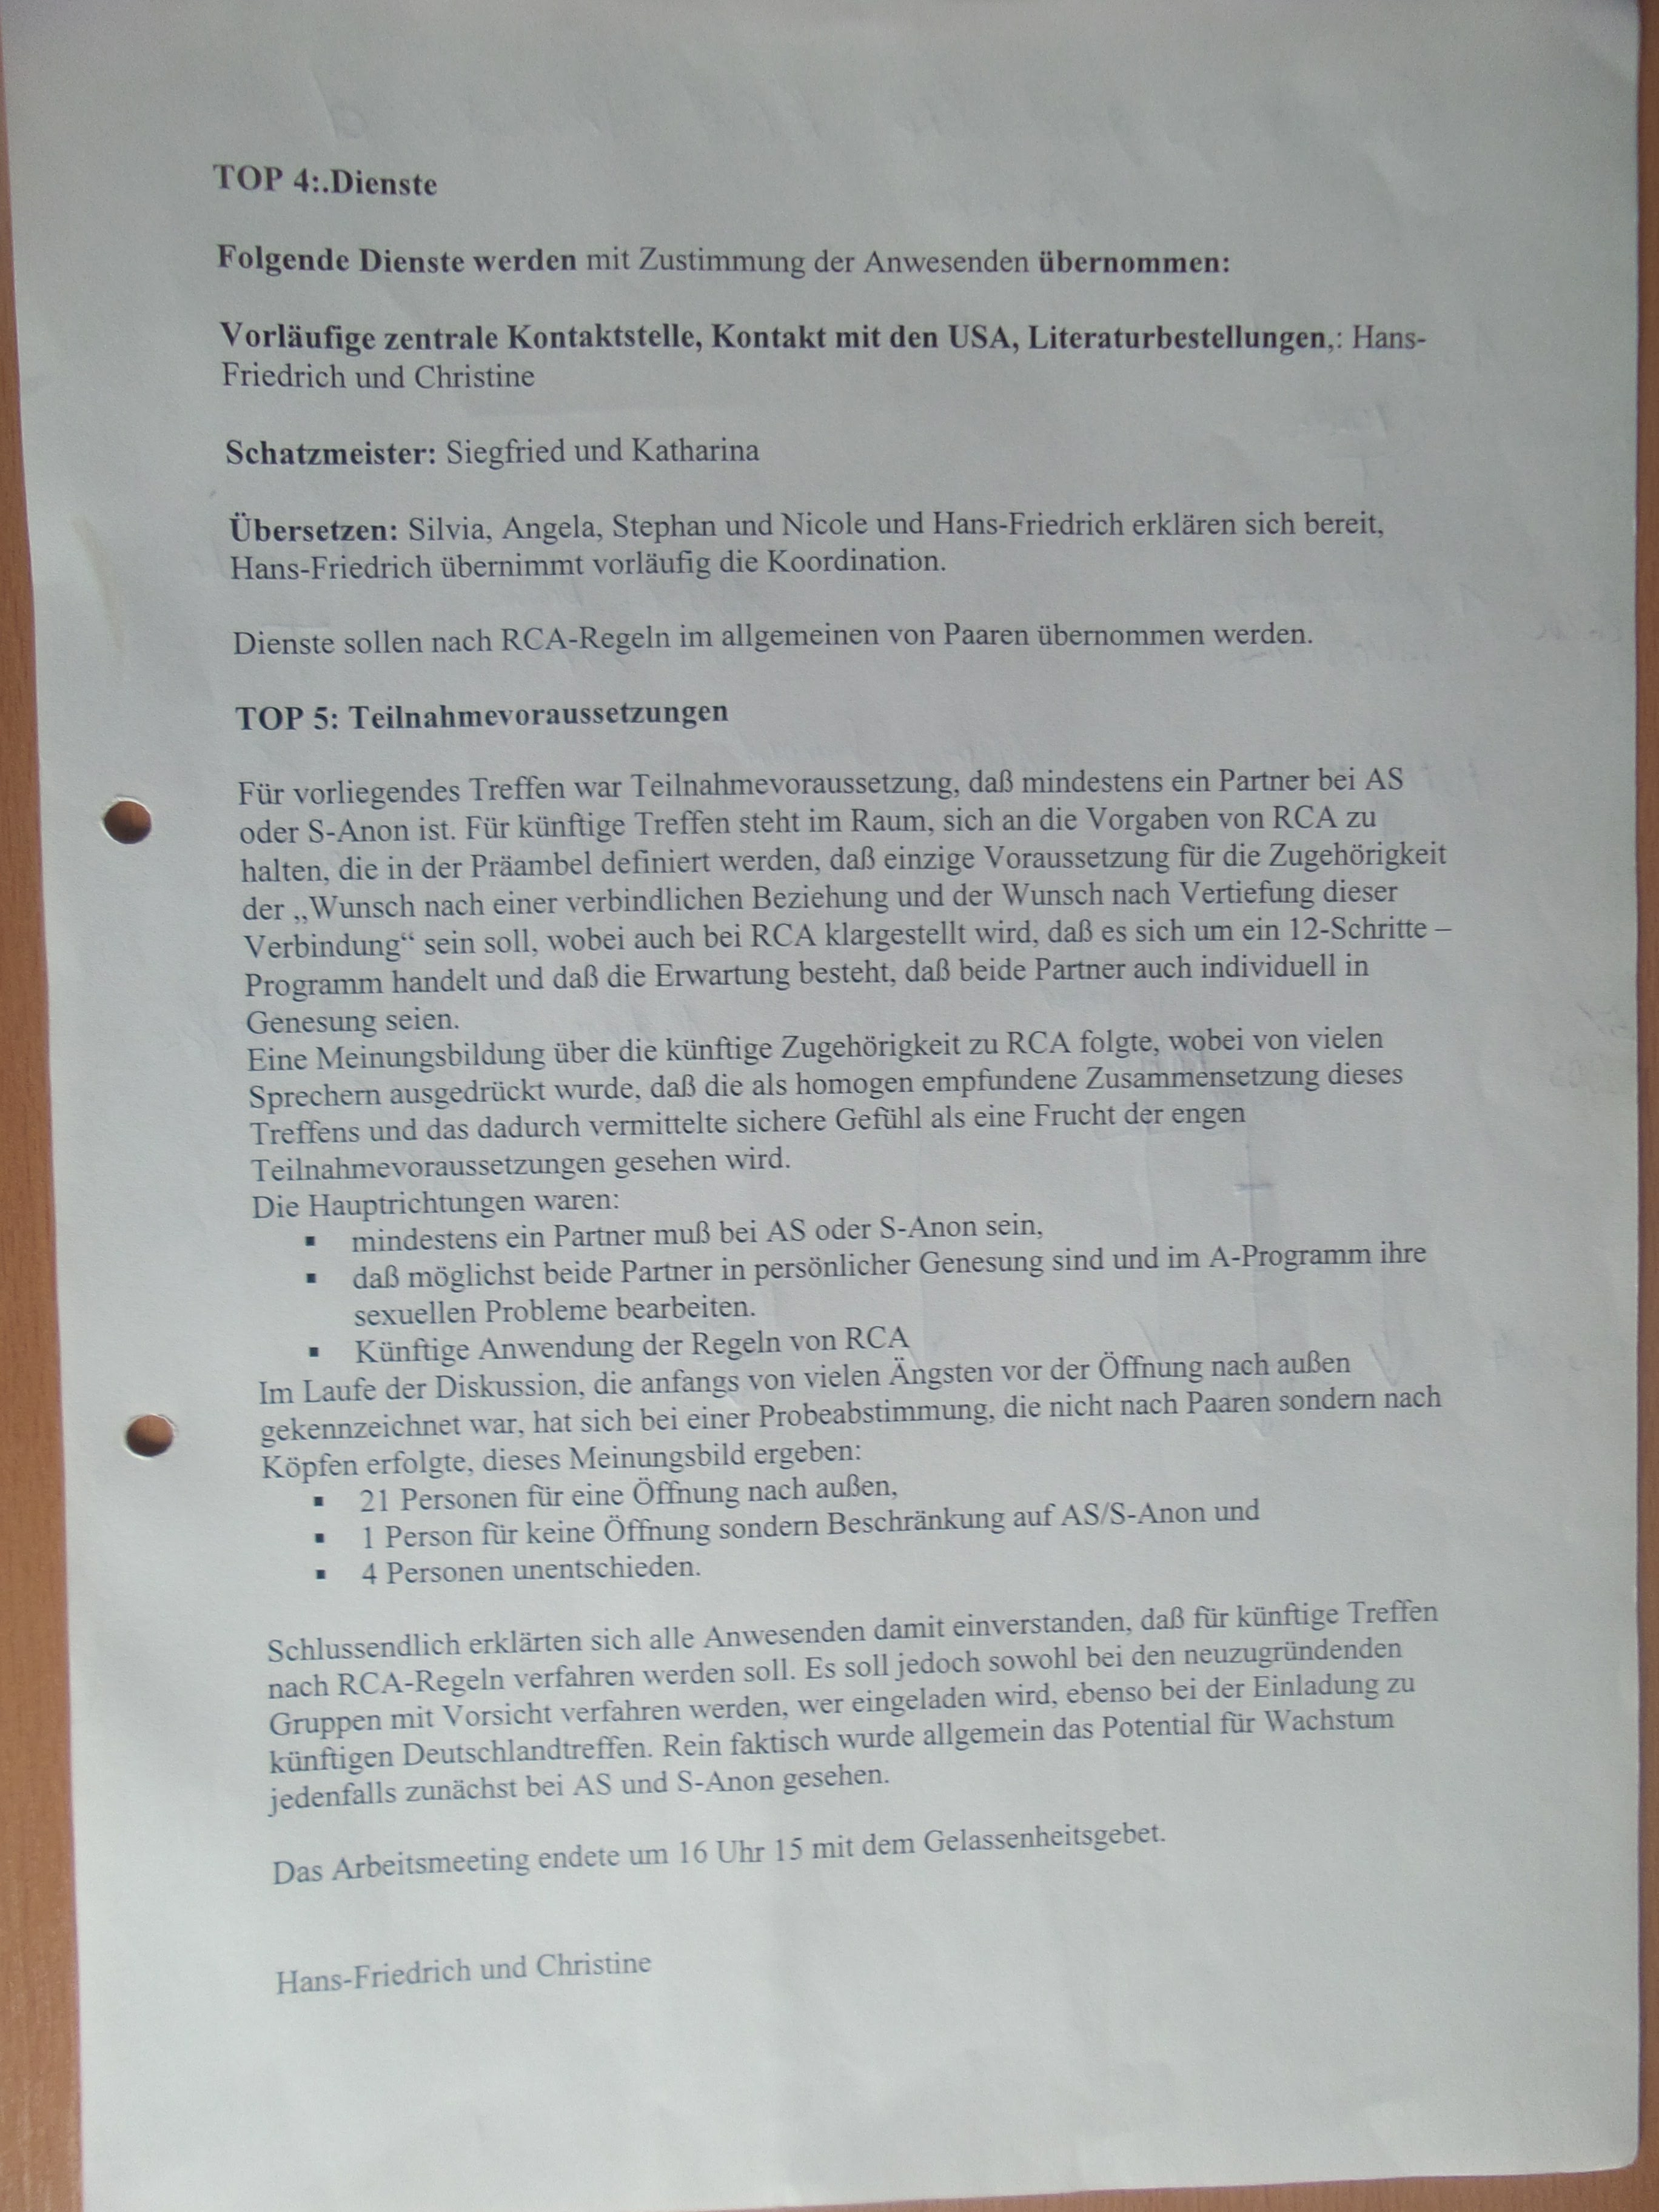 TOP 4:.Dienste
Folgende Dienste werden mit Zustimmung der Anwesenden übernommen:
Vorläufige zentrale Kontaktstelle, Kontakt mit den USA, Literaturbestellungen,: Hans-
Friedrich und Christine
Schatzmeister: Siegfried und Katharina
Übersetzen: Silvia, Angela, Stephan und Nicole und Hans-Friedrich erklären sich bereit,
Hans-Friedrich übernimmt vorläufig die Koordination.
Dienste sollen nach RCA-Regeln im allgemeinen von Paaren übernommen werden.
TOP 5: Teilnahmevoraussetzungen
Für vorliegendes Treffen war Teilnahmevoraussetzung, daß mindestens ein Partner bei AS
oder S-Anon ist. Für künftige Treffen steht im Raum, sich an die Vorgaben von RCA zu
halten, die in der Präambel definiert werden, daß einzige Voraussetzung für die Zugehörigkeit
der „Wunsch nach einer verbindlichen Beziehung und der Wunsch nach Vertiefung dieser
Verbindung“ sein soll, wobei auch bei RCA klargestellt wird, daß es sich um ein 12-Schritte –
Programm handelt und daß die Erwartung besteht, daß beide Partner auch individuell in
Genesung seien.
Eine Meinungsbildung über die künftige Zugehörigkeit zu RCA folgte, wobei von vielen
Sprechern ausgedrückt wurde, daß die als homogen empfundene Zusammensetzung dieses
Treffens und das dadurch vermittelte sichere Gefühl als eine Frucht der engen
Teilnahmevoraussetzungen gesehen wird.
Die Hauptrichtungen waren:
▪ mindestens ein Partner muß bei AS oder S-Anon sein,
▪ daß möglichst beide Partner in persönlicher Genesung sind und im A-Programm ihre
sexuellen Probleme bearbeiten.
▪ Künftige Anwendung der Regeln von RCA
Im Laufe der Diskussion, die anfangs von vielen Ängsten vor der Öffnung nach außen
gekennzeichnet war, hat sich bei einer Probeabstimmung, die nicht nach Paaren sondern nach
Köpfen erfolgte, dieses Meinungsbild ergeben:
▪ 21 Personen für eine Öffnung nach außen,
▪ 1 Person für keine Öffnung sondern Beschränkung auf AS/S-Anon und
▪ 4 Personen unentschieden.
Schlussendlich erklärten sich alle Anwesenden damit einverstanden, daß für künftige Treffen
nach RCA-Regeln verfahren werden soll. Es soll jedoch sowohl bei den neuzugründenden
Gruppen mit Vorsicht verfahren werden, wer eingeladen wird, ebenso bei der Einladung zu
künftigen Deutschlandtreffen. Rein faktisch wurde allgemein das Potential für Wachstum
jedenfalls zunächst bei AS und S-Anon gesehen.
Das Arbeitsmeeting endete um 16 Uhr 15 mit dem Gelassenheitsgebet.
Hans-Friedrich und Christine